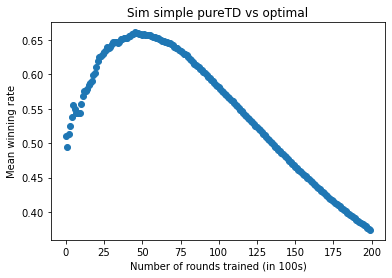 Sim simple pureTD vs optimal
Mean winning rate
0.65
0.60
0.55
0.50
0.45
0.40
0 25 50 75 100 125 150 175 200
Number of rounds trained (in 100s)